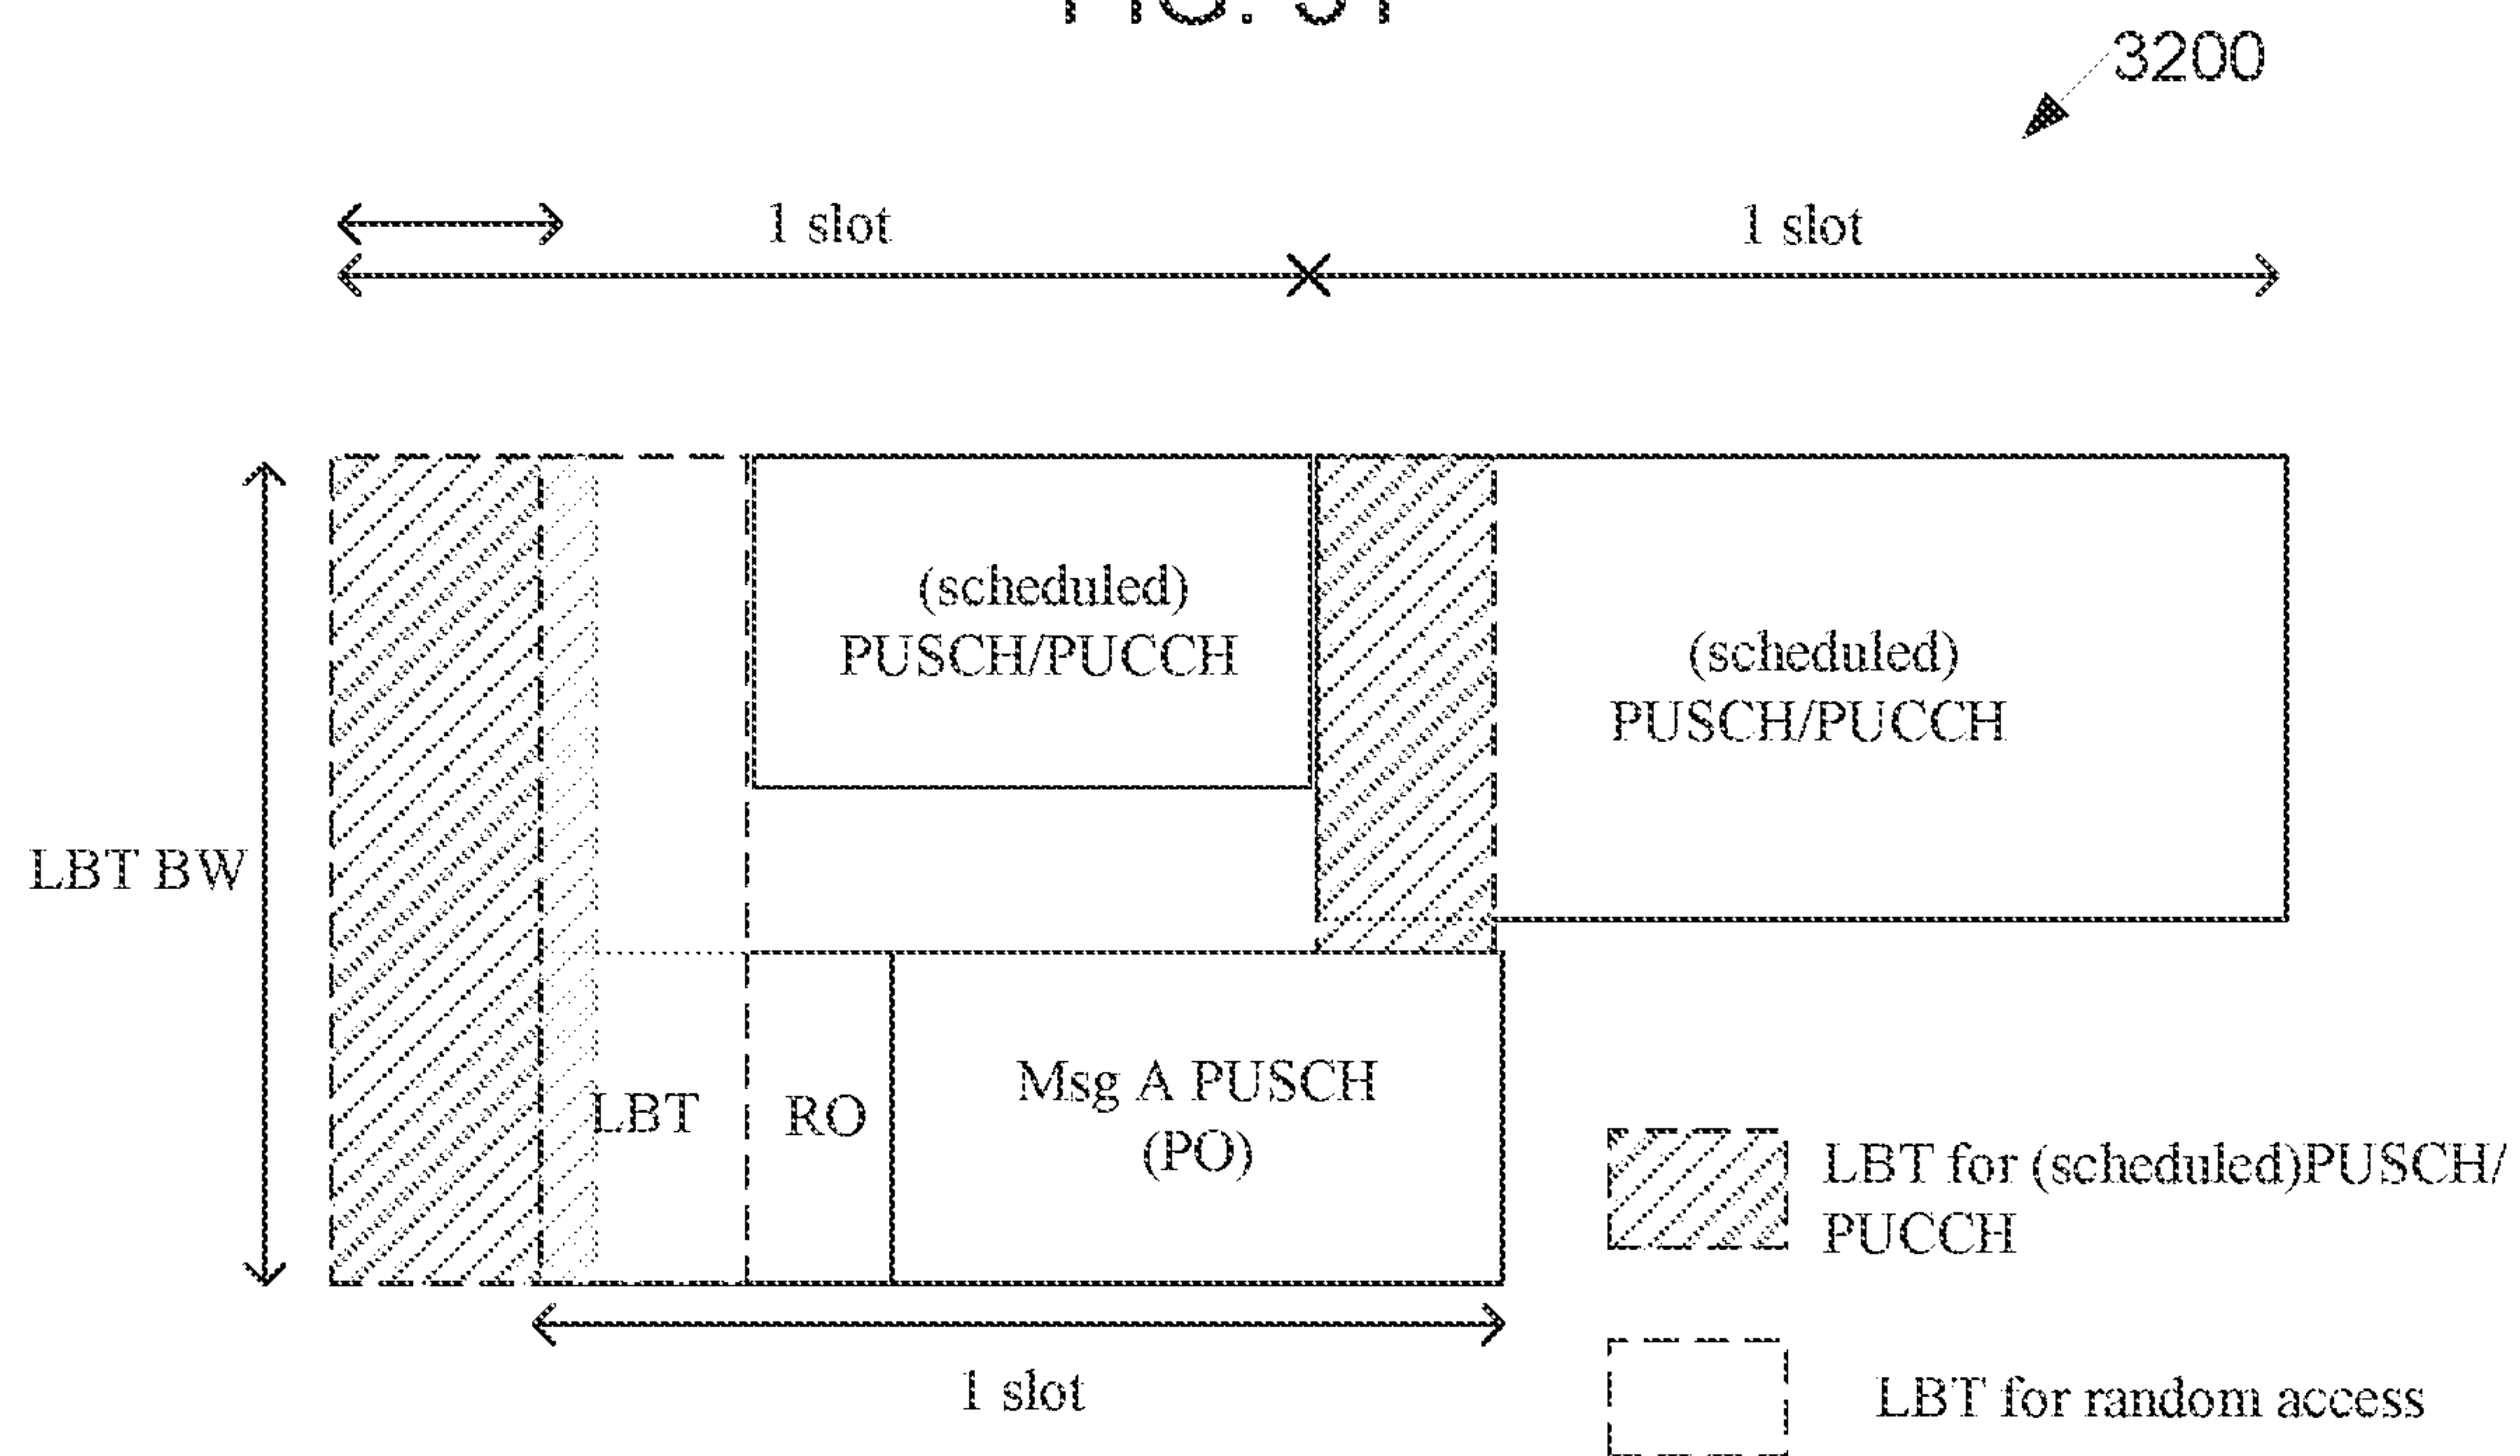 3200
1 slot
1 slot
(scheduled)
PUSCH/PUCCH
(scheduled)
PUSCH/PUCCH
LBT BW
LBT
RO
Msg A PUSCH
(PO)
LBT for (scheduled)PUSCH/
PUCCH
1 slot
LBT for random access